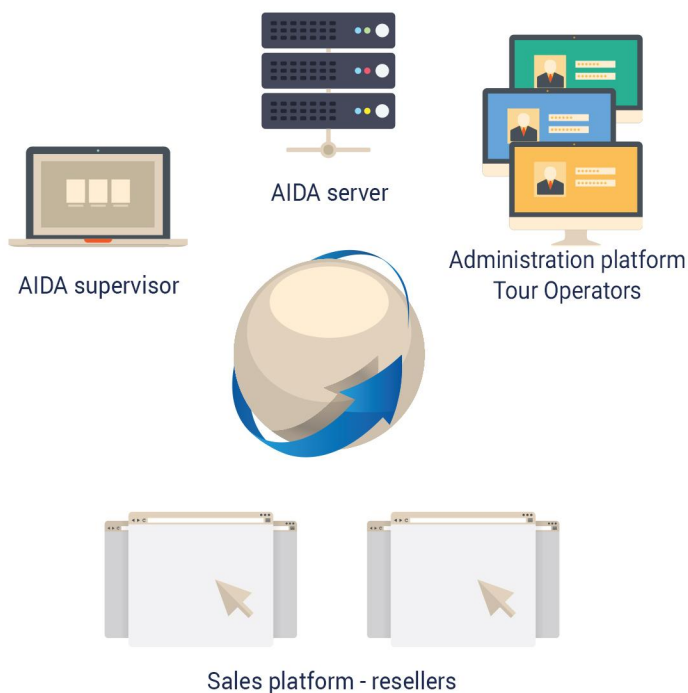 AIDA server
AIDA supervisor
Administration platform
Tour Operators
Sales platform - resellers